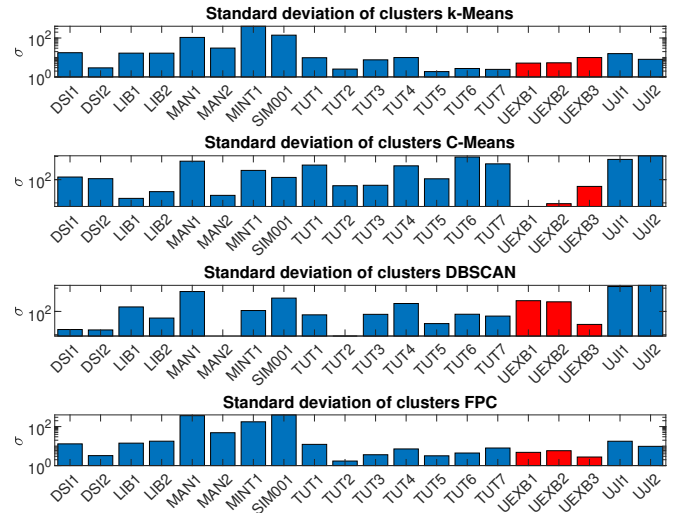 Standard deviation of clusters k-Means
σ
10²
10⁰
DSI1 DSI2 LIB1 LIB2 MAN1 MAN2 MINT1 SIM001 TUT1 TUT2 TUT3 TUT4 TUT5 TUT6 TUT7 UEXB1 UEXB2 UEXB3 UJI1 UJI2
Standard deviation of clusters C-Means
σ
10²
DSI1 DSI2 LIB1 LIB2 MAN1 MAN2 MINT1 SIM001 TUT1 TUT2 TUT3 TUT4 TUT5 TUT6 TUT7 UEXB1 UEXB2 UEXB3 UJI1 UJI2
Standard deviation of clusters DBSCAN
σ
10²
DSI1 DSI2 LIB1 LIB2 MAN1 MAN2 MINT1 SIM001 TUT1 TUT2 TUT3 TUT4 TUT5 TUT6 TUT7 UEXB1 UEXB2 UEXB3 UJI1 UJI2
Standard deviation of clusters FPC
σ
10²
10⁰
DSI1 DSI2 LIB1 LIB2 MAN1 MAN2 MINT1 SIM001 TUT1 TUT2 TUT3 TUT4 TUT5 TUT6 TUT7 UEXB1 UEXB2 UEXB3 UJI1 UJI2